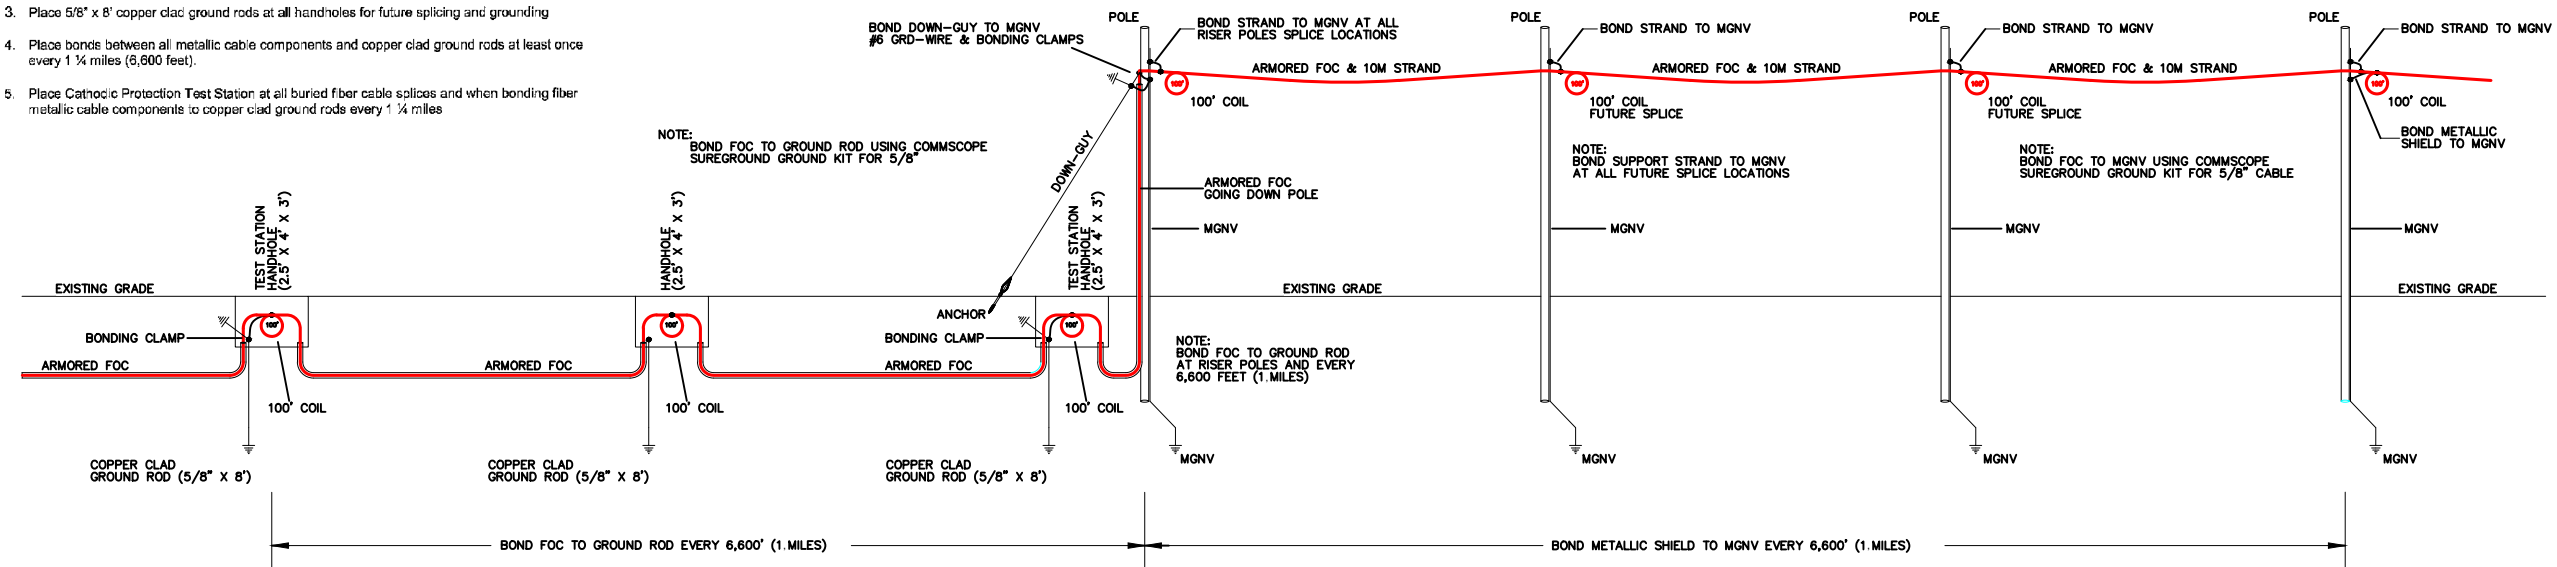 3. Place 5/8" x 8' copper clad ground rods at all handholes for future splicing and grounding
4. Place bonds between all metallic cable components and copper clad ground rods at least once
every 1 ¼ miles (6,600 feet).
5. Place Cathodic Protection Test Station at all buried fiber cable splices and when bonding fiber
metallic cable components to copper clad ground rods every 1 ¼ miles
NOTE:
BOND FOC TO GROUND ROD USING COMMSCOPE
SUREGROUND GROUND KIT FOR 5/8"
BOND DOWN-GUY TO MGNV
#6 GRD-WIRE & BONDING CLAMPS
POLE
BOND STRAND TO MGNV AT ALL
RISER POLES SPLICE LOCATIONS
POLE
BOND STRAND TO MGNV
POLE
BOND STRAND TO MGNV
POLE
BOND STRAND TO MGNV
ARMORED FOC & 10M STRAND
ARMORED FOC & 10M STRAND
ARMORED FOC & 10M STRAND
100'
100' COIL
100'
100' COIL
FUTURE SPLICE
100'
100' COIL
FUTURE SPLICE
100'
100' COIL
BOND METALLIC
SHIELD TO MGNV
NOTE:
BOND SUPPORT STRAND TO MGNV
AT ALL FUTURE SPLICE LOCATIONS
NOTE:
BOND FOC TO MGNV USING COMMSCOPE
SUREGROUND GROUND KIT FOR 5/8" CABLE
DOWN-GUY
ARMORED FOC
GOING DOWN POLE
MGNV
MGNV
MGNV
MGNV
TEST STATION
HANDHOLE
(2.5' X 4' X 3')
HANDHOLE
(2.5' X 4' X 3')
TEST STATION
HANDHOLE
(2.5' X 4' X 3')
EXISTING GRADE
EXISTING GRADE
EXISTING GRADE
ANCHOR
100'
100'
100'
BONDING CLAMP
BONDING CLAMP
NOTE:
BOND FOC TO GROUND ROD
AT RISER POLES AND EVERY
6,600 FEET (1.MILES)
ARMORED FOC
ARMORED FOC
ARMORED FOC
100' COIL
100' COIL
100' COIL
COPPER CLAD
GROUND ROD (5/8" X 8')
COPPER CLAD
GROUND ROD (5/8" X 8')
COPPER CLAD
GROUND ROD (5/8" X 8')
MGNV
MGNV
MGNV
MGNV
BOND FOC TO GROUND ROD EVERY 6,600' (1.MILES)
BOND METALLIC SHIELD TO MGNV EVERY 6,600' (1.MILES)